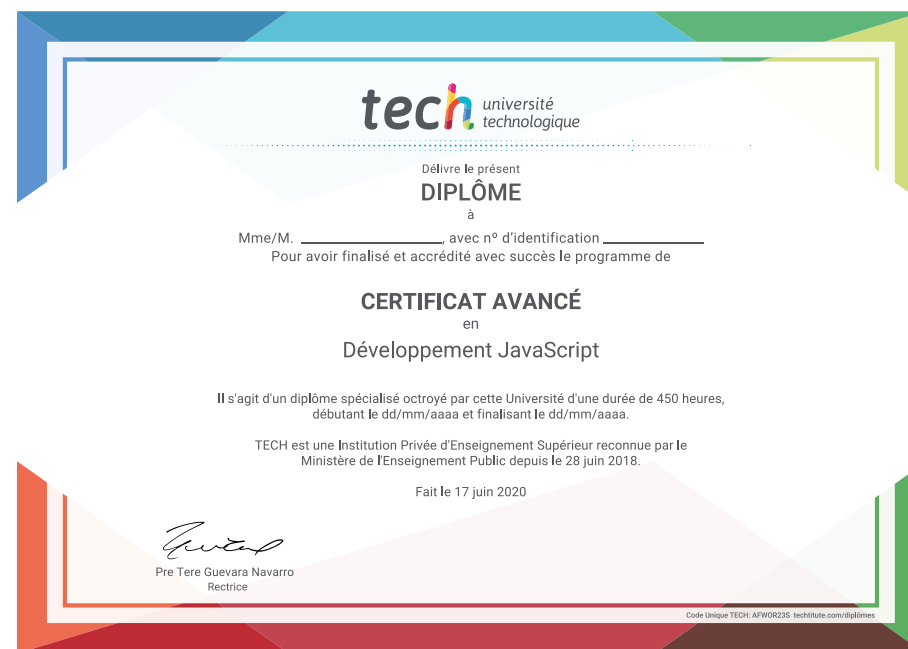 tech université
technologique
Délivre le présent
DIPLÔME
à
Mme/M. ____________________, avec nº d'identification ______________
Pour avoir finalisé et accrédité avec succès le programme de
CERTIFICAT AVANCÉ
en
Développement JavaScript
Il s'agit d'un diplôme spécialisé octroyé par cette Université d'une durée de 450 heures,
débutant le dd/mm/aaaa et finalisant le dd/mm/aaaa.
TECH est une Institution Privée d'Enseignement Supérieur reconnue par le
Ministère de l'Enseignement Public depuis le 28 juin 2018.
Fait le 17 juin 2020
Pre Tere Guevara Navarro
Rectrice
Code Unique TECH: AFWOR23S techtitute.com/diplômes